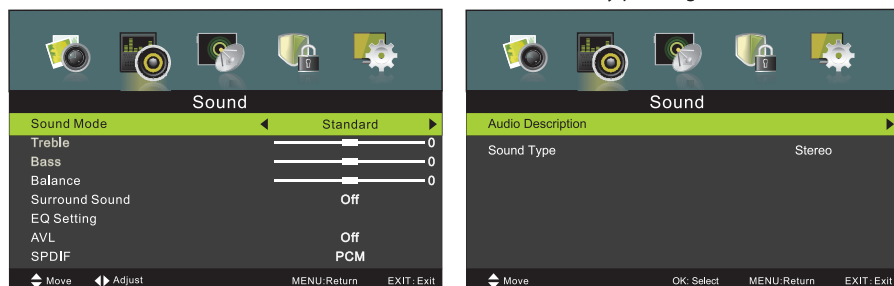 Sound
Sound Mode Standard
Treble 0
Bass 0
Balance 0
Surround Sound Off
EQ Setting
AVL Off
SPDIF PCM
Move Adjust MENU:Return EXIT:Exit
Sound
Audio Description
Sound Type Stereo
Move OK: Select MENU:Return EXIT:Exit